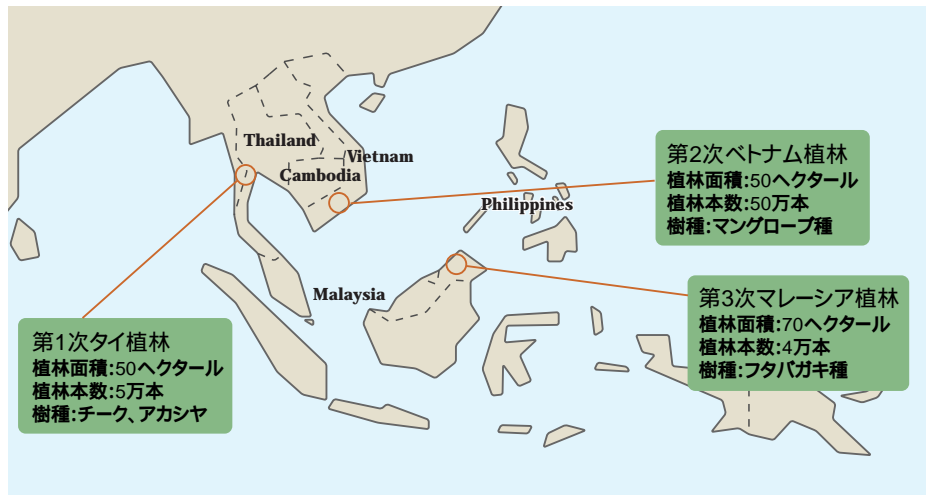 Thailand
Vietnam
Cambodia
Philippines
Malaysia
第2次ベトナム植林
植林面積:50ヘクタール
植林本数:50万本
樹種:マングローブ種
第3次マレーシア植林
植林面積:70ヘクタール
植林本数:4万本
樹種:フタバガキ種
第1次タイ植林
植林面積:50ヘクタール
植林本数:5万本
樹種:チーク、アカシヤ